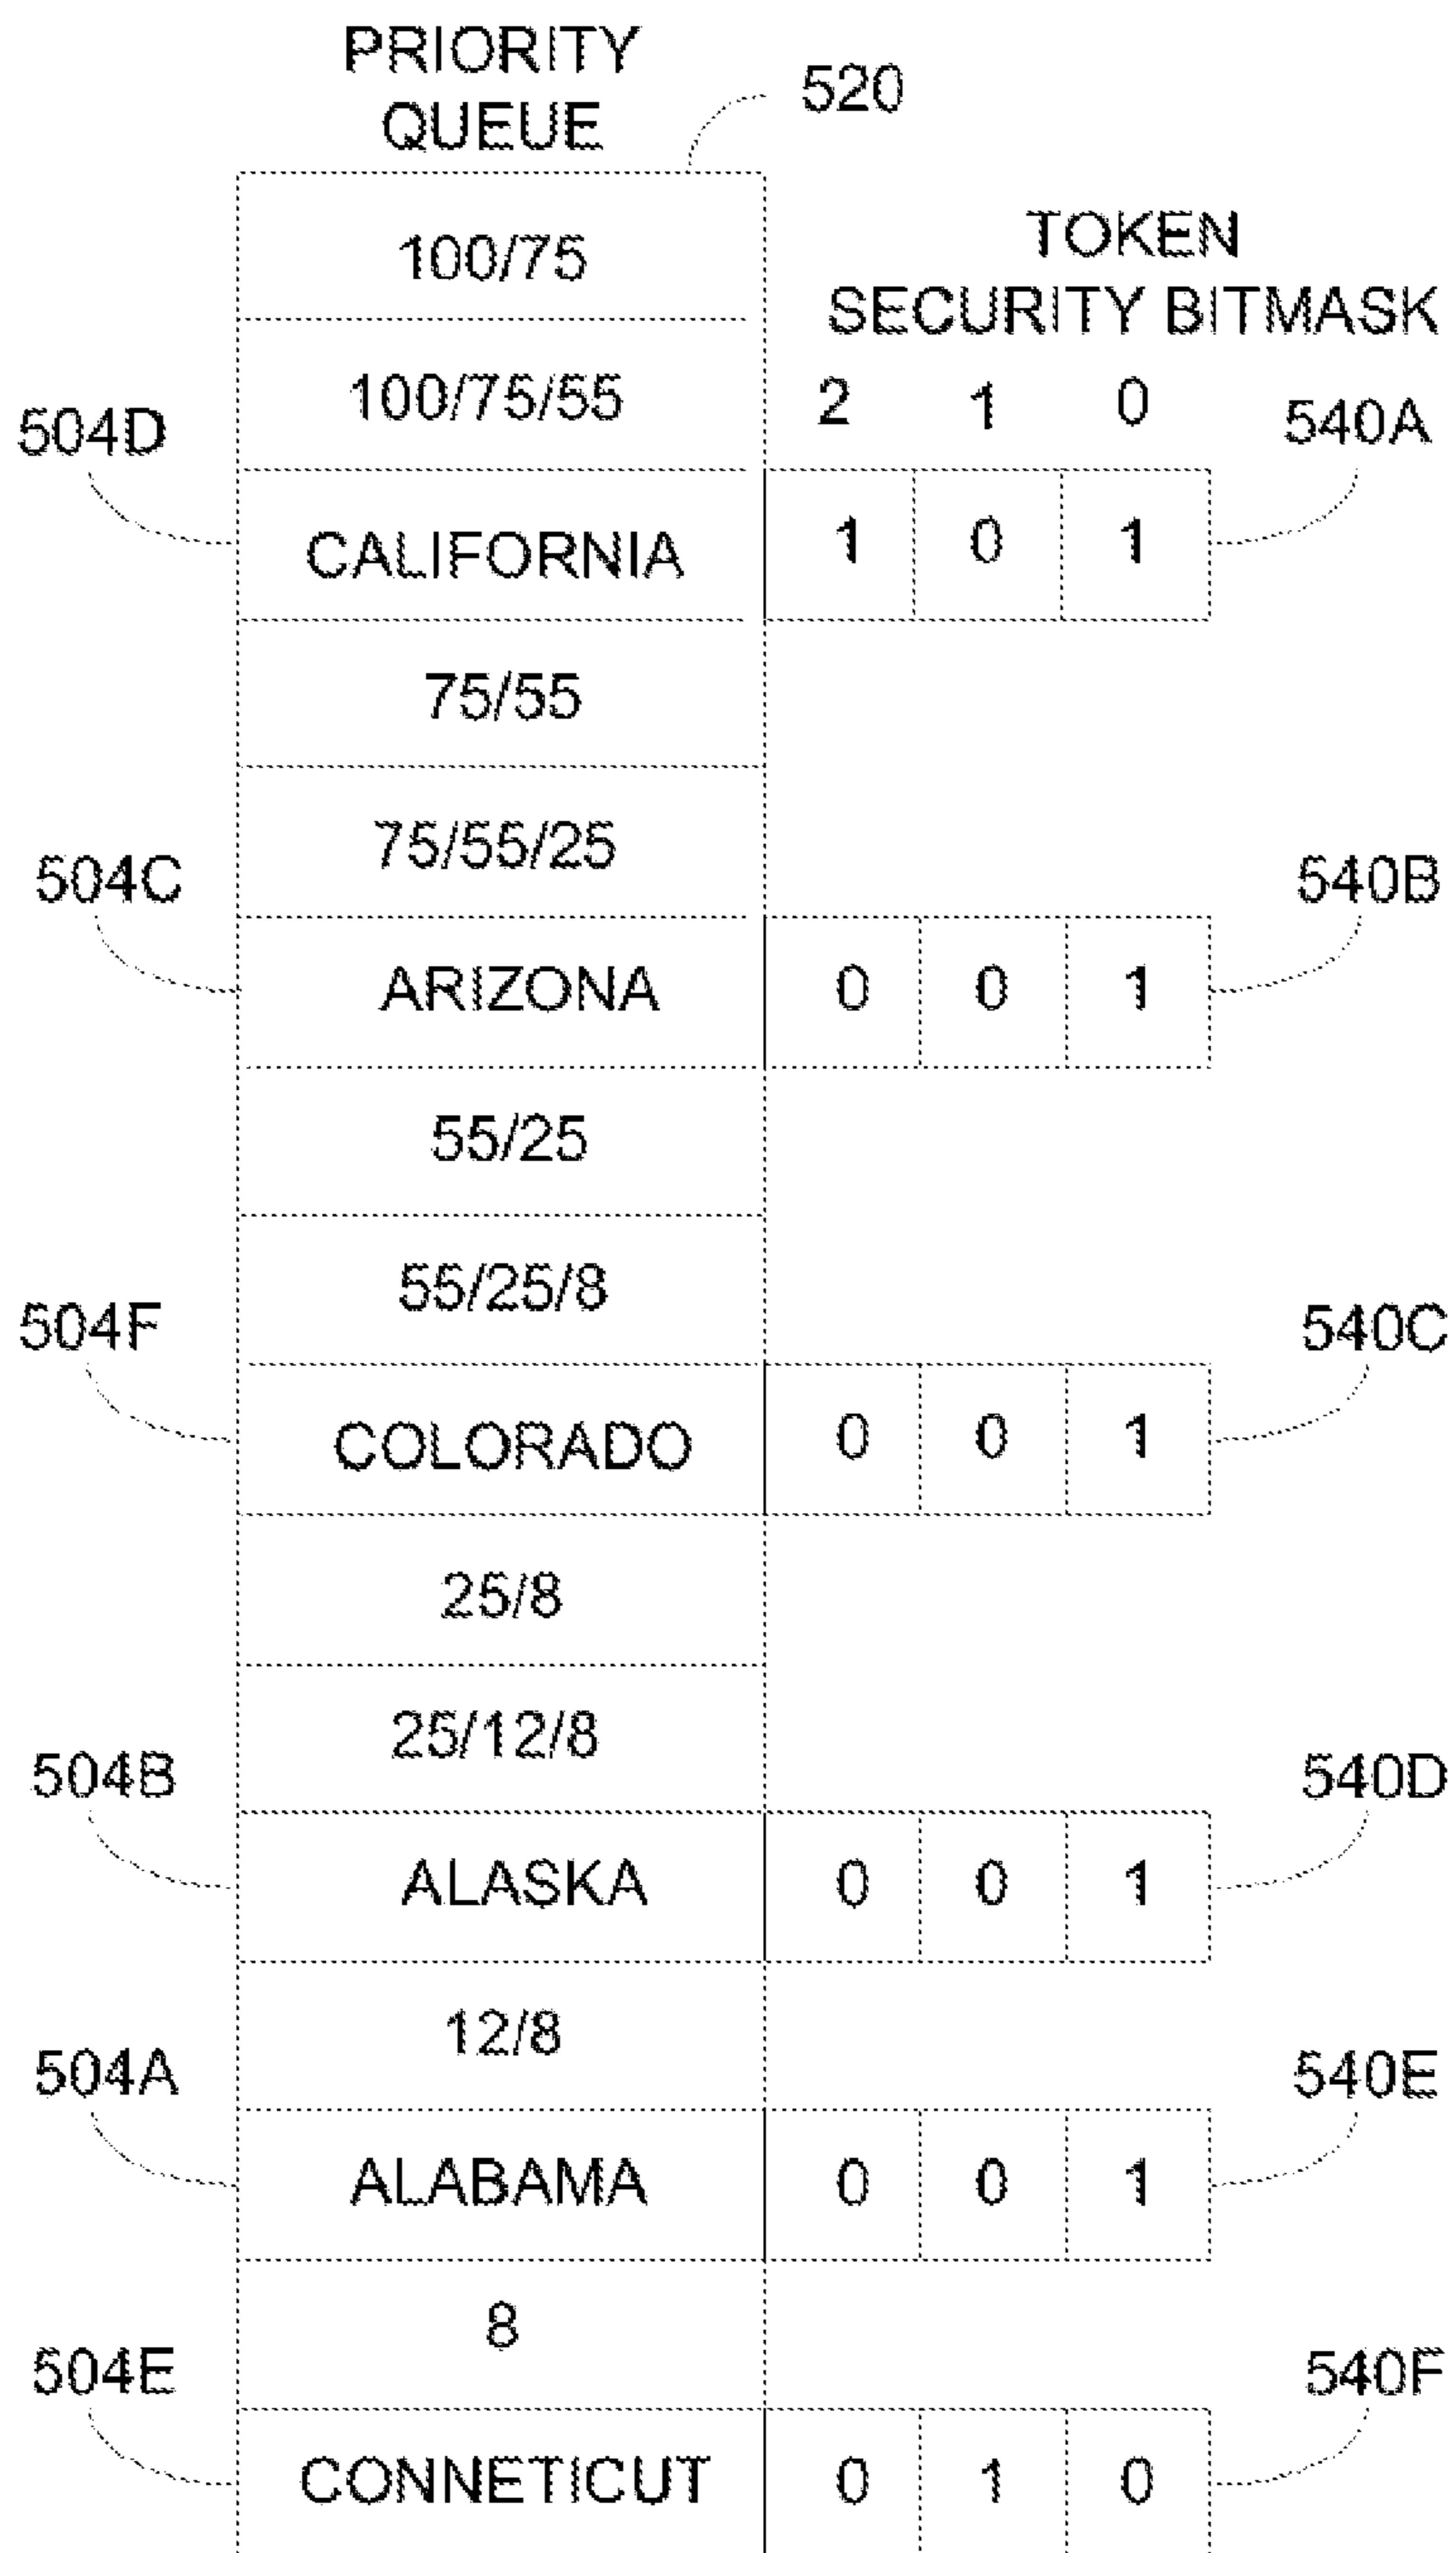 PRIORITY
QUEUE
520
100/75
TOKEN
SECURITY BITMASK
100/75/55
2 1 0
504D
540A
CALIFORNIA 1 0 1
75/55
75/55/25
504C
540B
ARIZONA 0 0 1
55/25
55/25/8
504F
540C
COLORADO 0 0 1
25/8
25/12/8
504B
540D
ALASKA 0 0 1
12/8
504A
540E
ALABAMA 0 0 1
8
504E
540F
CONNETICUT 0 1 0